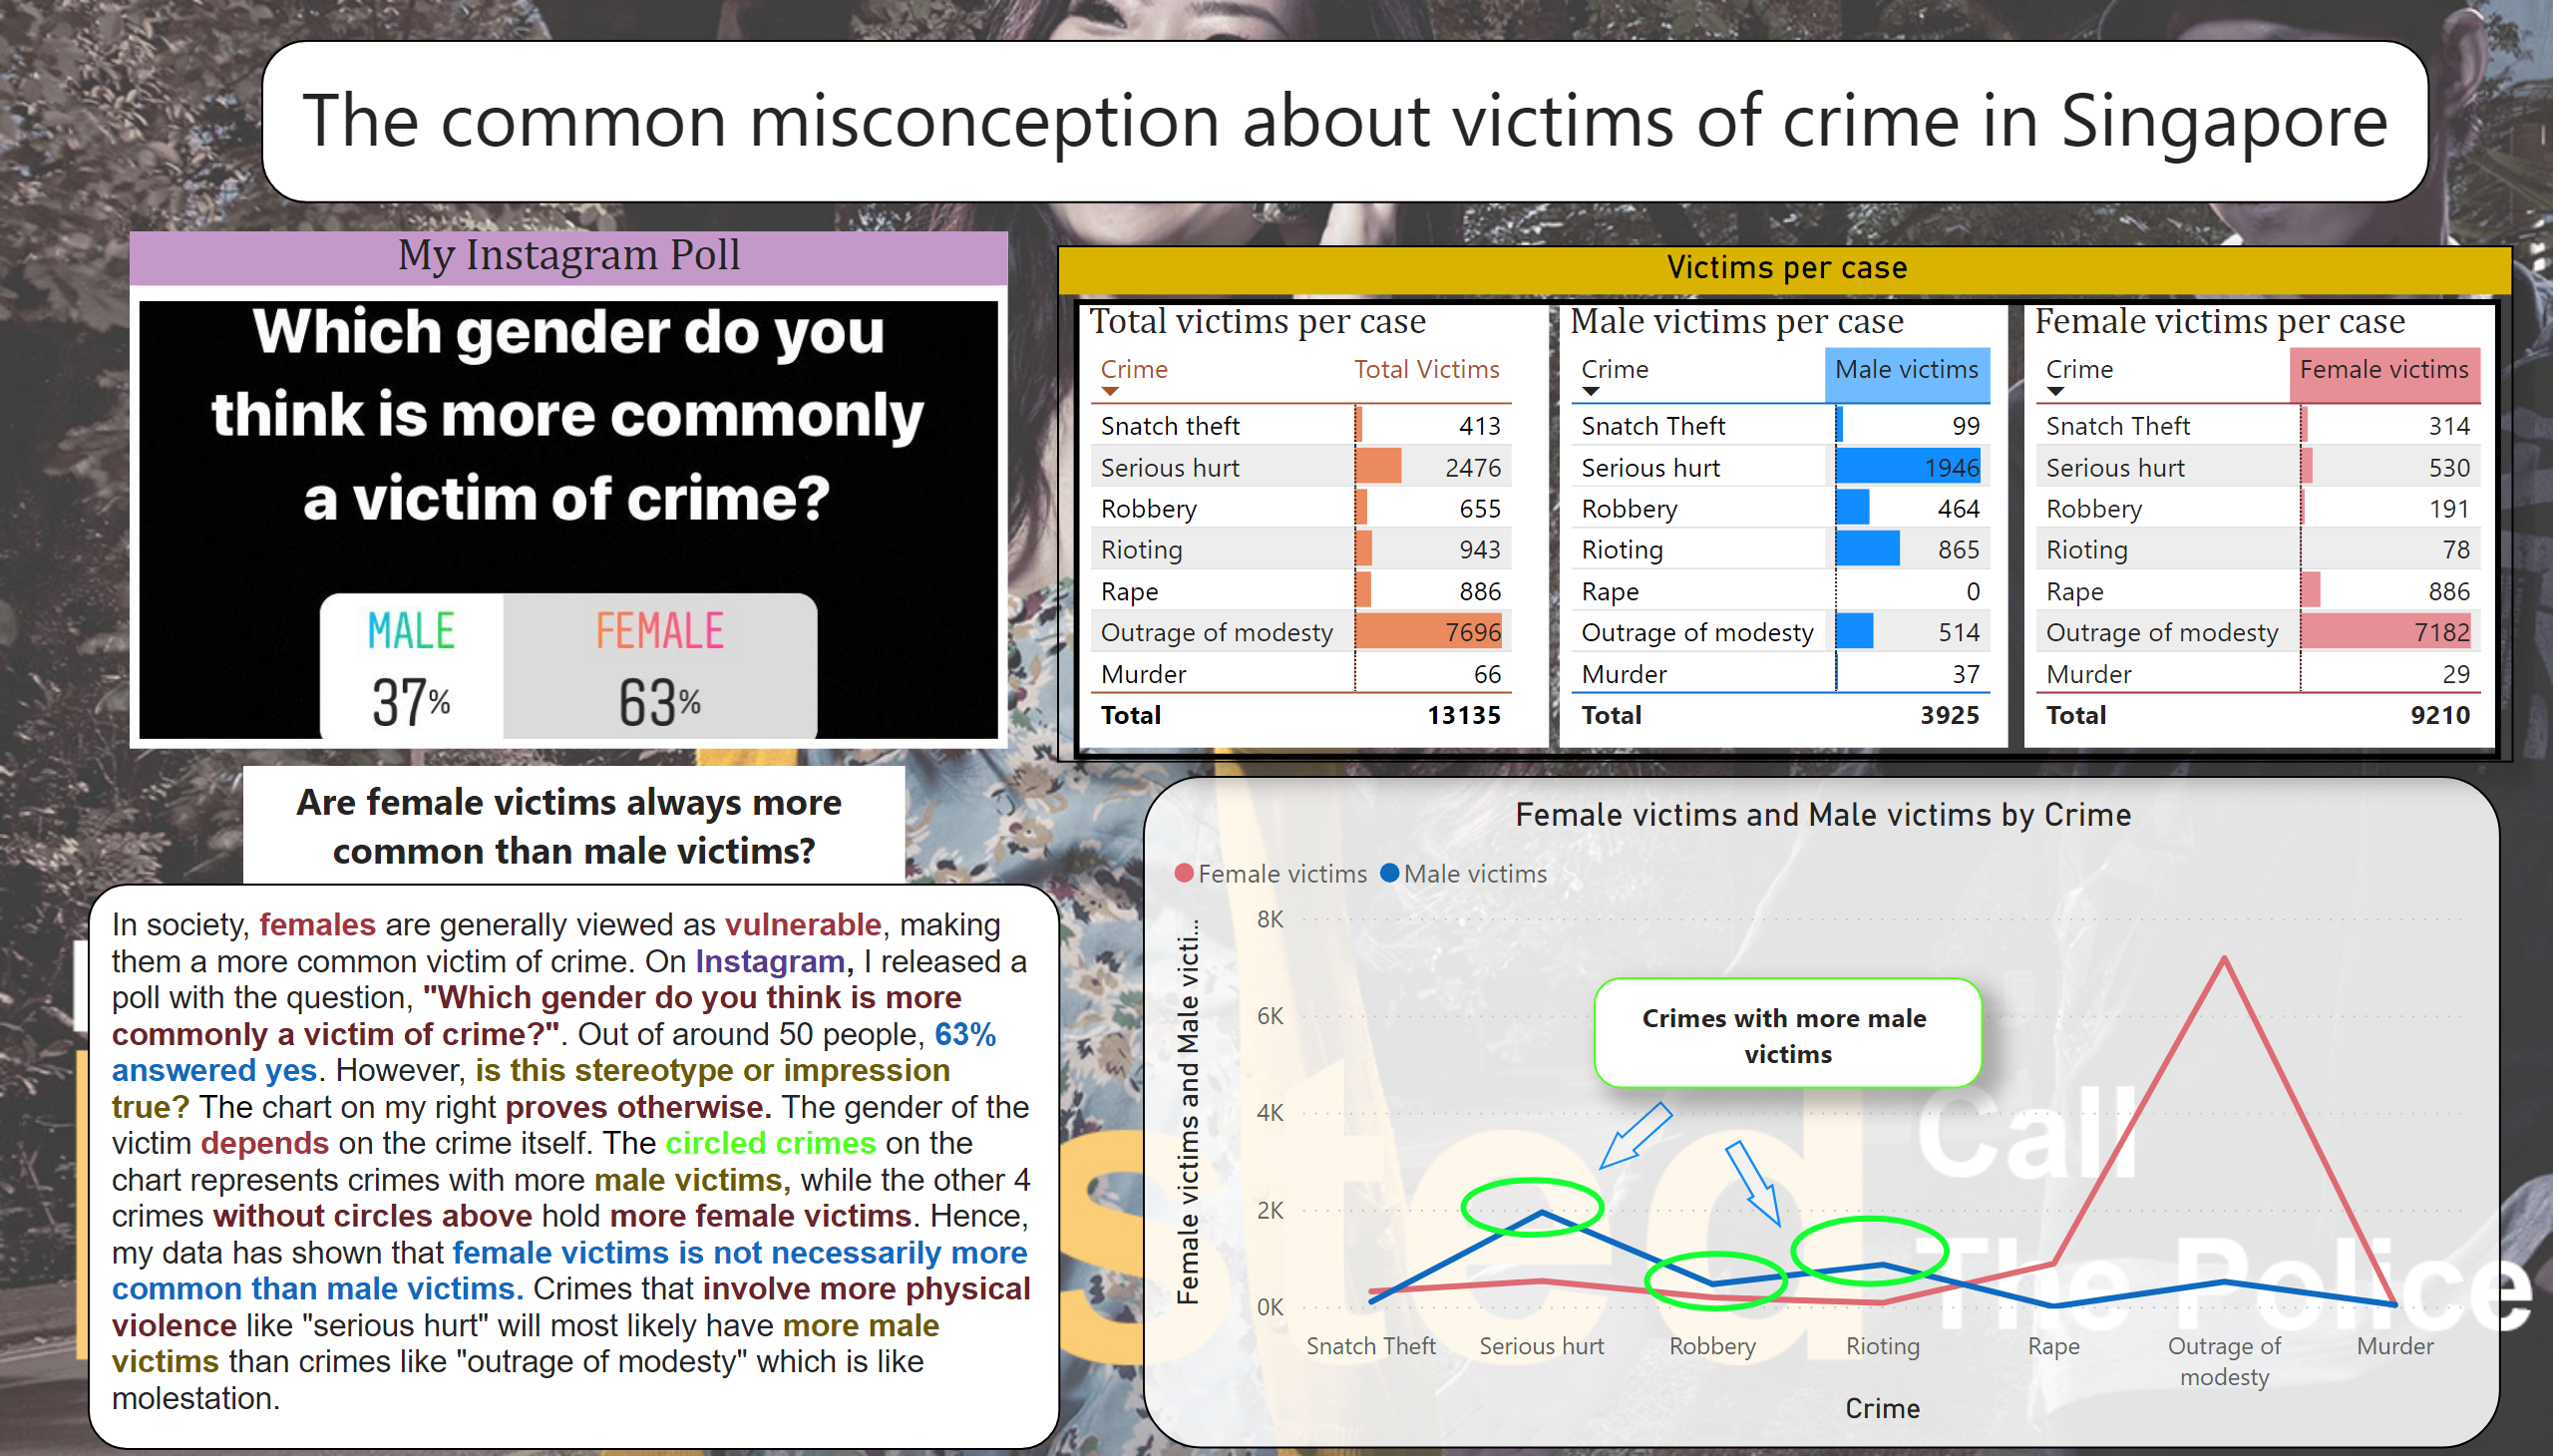 The common misconception about victims of crime in Singapore
My Instagram Poll
Which gender do you
think is more commonly
a victim of crime?
MALE FEMALE
37% 63%
Victims per case
Total victims per case
Crime Total Victims
Snatch theft 413
Serious hurt 2476
Robbery 655
Rioting 943
Rape 886
Outrage of modesty 7696
Murder 66
Total 13135
Male victims per case
Crime Male victims
Snatch Theft 99
Serious hurt 1946
Robbery 464
Rioting 865
Rape 0
Outrage of modesty 514
Murder 37
Total 3925
Female victims per case
Crime Female victims
Snatch Theft 314
Serious hurt 530
Robbery 191
Rioting 78
Rape 886
Outrage of modesty 7182
Murder 29
Total 9210
Are female victims always more
common than male victims?
In society, females are generally viewed as vulnerable, making
them a more common victim of crime. On Instagram, I released a
poll with the question, "Which gender do you think is more
commonly a victim of crime?". Out of around 50 people, 63%
answered yes. However, is this stereotype or impression
true? The chart on my right proves otherwise. The gender of the
victim depends on the crime itself. The circled crimes on the
chart represents crimes with more male victims, while the other 4
crimes without circles above hold more female victims. Hence,
my data has shown that female victims is not necessarily more
common than male victims. Crimes that involve more physical
violence like "serious hurt" will most likely have more male
victims than crimes like "outrage of modesty" which is like
molestation.
Female victims and Male victims by Crime
Female victims Male victims
Female victims and Male victi...
8K
6K
4K
2K
0K
Crimes with more male
victims
Snatch Theft Serious hurt Robbery Rioting Rape Outrage of modesty Murder
Crime
sted
Call
The Police